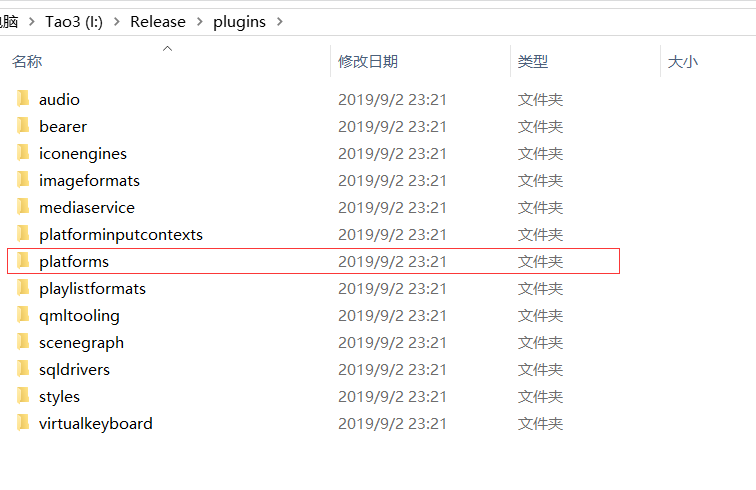 电脑 > Tao3 (I:) > Release > plugins >
名称 修改日期 类型 大小
audio 2019/9/2 23:21 文件夹
bearer 2019/9/2 23:21 文件夹
iconengines 2019/9/2 23:21 文件夹
imageformats 2019/9/2 23:21 文件夹
mediaservice 2019/9/2 23:21 文件夹
platforminputcontexts 2019/9/2 23:21 文件夹
platforms 2019/9/2 23:21 文件夹
playlistformats 2019/9/2 23:21 文件夹
qmltooling 2019/9/2 23:21 文件夹
scenegraph 2019/9/2 23:21 文件夹
sqldrivers 2019/9/2 23:21 文件夹
styles 2019/9/2 23:21 文件夹
virtualkeyboard 2019/9/2 23:21 文件夹